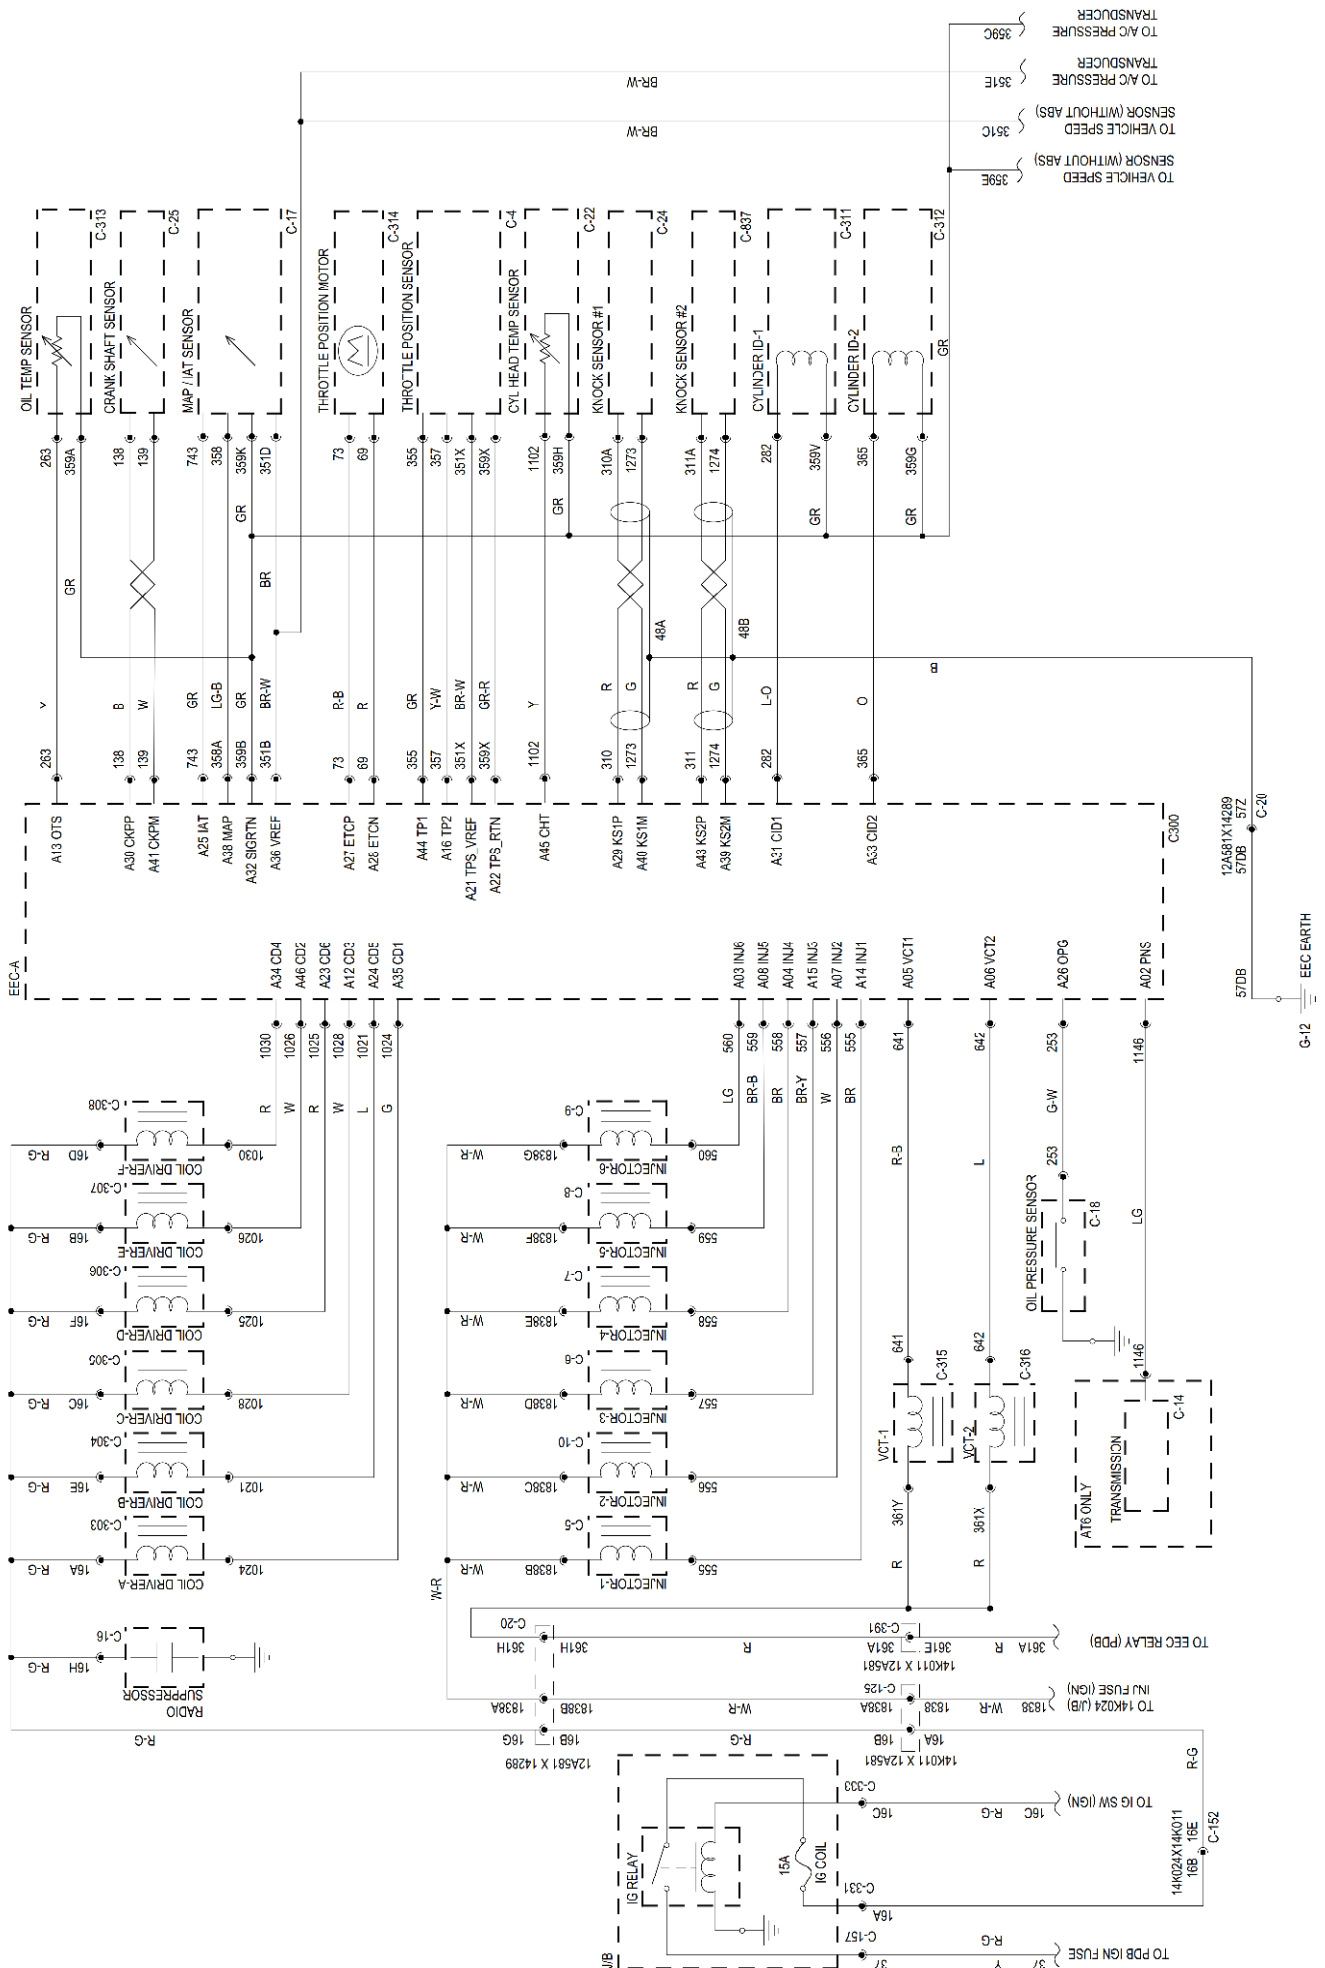 TO A/C PRESSURE
TRANSDUCER
359C
TO A/C PRESSURE
TRANSDUCER
351E
BR-W
TO VEHICLE SPEED
SENSOR (WITHOUT ABS)
351C
BR-W
TO VEHICLE SPEED
SENSOR (WITHOUT ABS)
359E
OIL TEMP SENSOR
C-313
CRANK SHAFT SENSOR
C-25
MAP / IAT SENSOR
C-17
THROTTLE POSITION MOTOR
C-314
M
THROTTLE POSITION SENSOR
C-4
CYL HEAD TEMP SENSOR
C-22
KNOCK SENSOR #1
C-24
KNOCK SENSOR #2
C-837
CYLINDER ID-1
C-311
CYLINDER ID-2
C-312
GR
263
359A
138
139
743
358
359K
351D
73
69
355
357
351X
359X
1102
359H
310A
1273
311A
1274
282
359V
365
359G
GR
GR
GR
GR
GR
BR
48A
48B
B
Y
B
W
GR
LG-B
GR
BR-W
R-B
R
GR
Y-W
BR-W
GR-R
Y
R
G
R
G
L-O
O
263
138
139
743
358A
359B
351B
73
69
355
357
351X
359X
1102
310
1273
311
1274
282
365
A13 OTS
A30 CKPP
A41 CKPM
A25 IAT
A38 MAP
A32 SIGRTN
A36 VREF
A27 ETCP
A28 ETCN
A44 TP1
A16 TP2
A21 TPS_VREF
A22 TPS_RTN
A45 CHT
A29 KS1P
A40 KS1M
A43 KS2P
A39 KS2M
A31 CID1
A33 CID2
C300
12A581X14289
57DB 57Z
C-20
EEC-A
A34 CD4
A46 CD2
A23 CD6
A12 CD3
A24 CD5
A35 CD1
A03 INJ6
A08 INJ5
A04 INJ4
A15 INJ3
A07 INJ2
A14 INJ1
A05 VCT1
A06 VCT2
A26 OPG
A02 PNS
57DB
G-12 EEC EARTH
1030
1026
1025
1028
1021
1024
560
559
558
557
556
555
641
642
253
1146
R
W
R
W
L
G
LG
BR-B
BR
BR-Y
W
BR
R-B
L
G-W
LG
R-G
16D
C-308
COIL DRIVER-F
1030
R-G
16B
C-307
COIL DRIVER-E
1026
R-G
16F
C-306
COIL DRIVER-D
1025
R-G
16C
C-305
COIL DRIVER-C
1028
R-G
16E
C-304
COIL DRIVER-B
1021
R-G
16A
C-303
COIL DRIVER-A
1024
W-R
1838G
C-9
INJECTOR-6
560
W-R
1838F
C-8
INJECTOR-5
559
W-R
1838E
C-7
INJECTOR-4
558
W-R
1838D
C-6
INJECTOR-3
557
W-R
1838C
C-10
INJECTOR-2
556
W-R
1838B
C-5
INJECTOR-1
555
W-R
253
OIL PRESSURE SENSOR
C-18
641
642
1146
VCT-1
C-315
VCT-2
C-316
361Y
361X
R
R
AT6 ONLY
TRANSMISSION
C-14
R-G
16H
C-16
RADIO
SUPPRESSOR
R-G
C-20
361H
361H
R
C-391
361A
361E
14K011 X 12A581
R
361A
TO EEC RELAY (PDB)
1838A
1838B
W-R
C-125
1838A
1838
W-R
1838
TO 14K024 (J/B)
INJ FUSE (IGN)
16G
16B
12A581 X 14289
R-G
16B
16A
14K011 X 12A581
R-G
C-333
16C
R-G
16C
TO IG SW (IGN)
14K024X14K011
16B 16E
C-152
IG RELAY
15A
IG COIL
C-331
16A
R-G
J/B
C-157
37
Y
37
TO PDB IGN FUSE